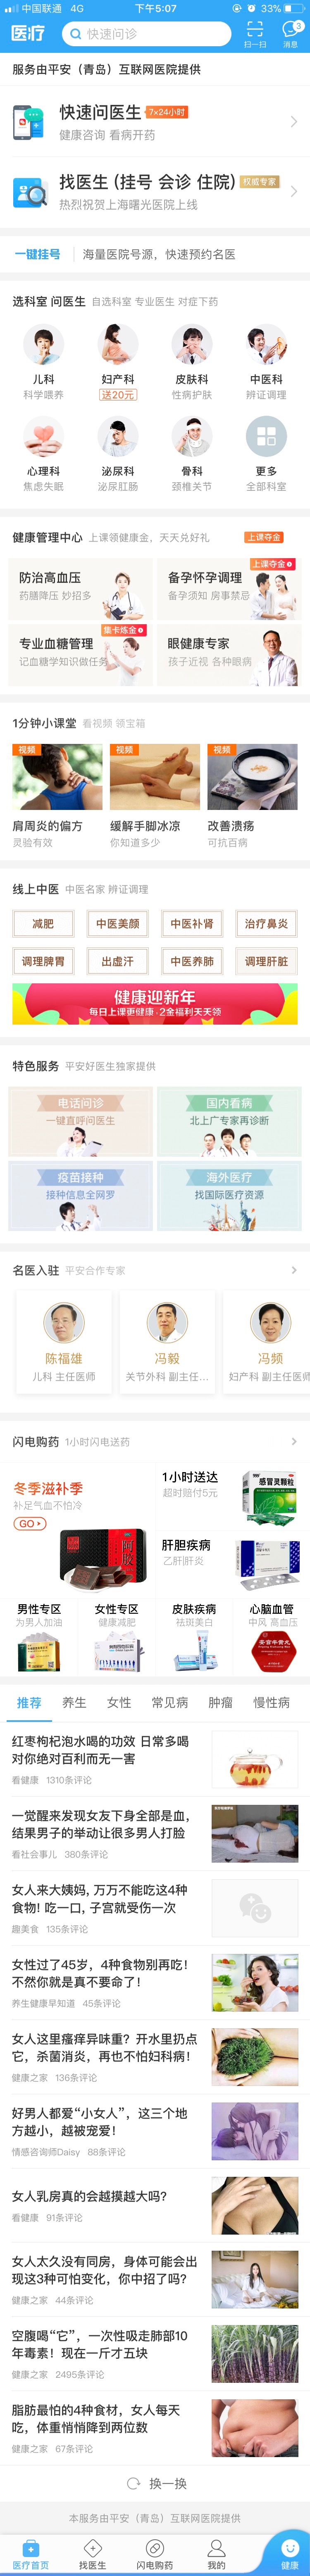 中国联通 4G 下午5:07 33%
医疗 快速问诊 扫一扫 消息 3
服务由平安（青岛）互联网医院提供
快速问医生 7x24小时
健康咨询 看病开药
找医生 (挂号 会诊 住院) 权威专家
热烈祝贺上海曙光医院上线
一键挂号 海量医院号源，快速预约名医
选科室 问医生 自选科室 专业医生 对症下药
儿科 妇产科 皮肤科 中医科
科学喂养 送20元 性病护肤 辨证调理
心理科 泌尿科 骨科 更多
焦虑失眠 泌尿肛肠 颈椎关节 全部科室
健康管理中心 上课领健康金，天天兑好礼 上课夺金
上课夺金
防治高血压 备孕怀孕调理
药膳降压 妙招多 备孕须知 房事禁忌
集卡炼金
专业血糖管理 眼健康专家
记血糖学知识做任务 孩子近视 各种眼病
1分钟小课堂 看视频 领宝箱
视频 视频 视频
肩周炎的偏方 缓解手脚冰凉 改善溃疡
灵验有效 你知道多少 可抗百病
线上中医 中医名家 辨证调理
减肥 中医美颜 中医补肾 治疗鼻炎
调理脾胃 出虚汗 中医养肺 调理肝脏
健康迎新年
每日上课更健康-2金福利天天领
特色服务 平安好医生独家提供
电话问诊 国内看病
一键直呼问医生 北上广专家再诊断
疫苗接种 海外医疗
接种信息全网罗 找国际医疗资源
名医入驻 平安合作专家
陈福雄 冯毅 冯频
儿科 主任医师 关节外科 副主任... 妇产科 副主任医师
闪电购药 1小时闪电送药
冬季滋补季
补足气血不怕冷
GO
阿胶
1小时送达
超时赔付5元
感冒灵颗粒
肝胆疾病
乙肝肝炎
男性专区 女性专区 皮肤疾病 心脑血管
为男人加油 健康减肥 祛斑美白 中风 高血压
推荐 养生 女性 常见病 肿瘤 慢性病
红枣枸杞泡水喝的功效 日常多喝
对你绝对百利而无一害
看健康 1310条评论
一觉醒来发现女友下身全部是血，
结果男子的举动让很多男人打脸
看社会事儿 380条评论
女人来大姨妈, 万万不能吃这4种
食物! 吃一口, 子宫就受伤一次
趣美食 135条评论
女性过了45岁，4种食物别再吃！
不然你就是真不要命了！
养生健康早知道 45条评论
女人这里瘙痒异味重？开水里扔点
它，杀菌消炎，再也不怕妇科病！
健康之家 136条评论
好男人都爱“小女人”，这三个地
方越小，越被宠爱！
情感咨询师Daisy 88条评论
女人乳房真的会越摸越大吗？
看健康 91条评论
女人太久没有同房，身体可能会出
现这3种可怕变化，你中招了吗？
健康之家 44条评论
空腹喝“它”，一次性吸走肺部10
年毒素！现在一斤才五块
健康之家 2495条评论
脂肪最怕的4种食材，女人每天
吃，体重悄悄降到两位数
健康之家 67条评论
换一换
本服务由平安（青岛）互联网医院提供
医疗首页 找医生 闪电购药 我的 健康